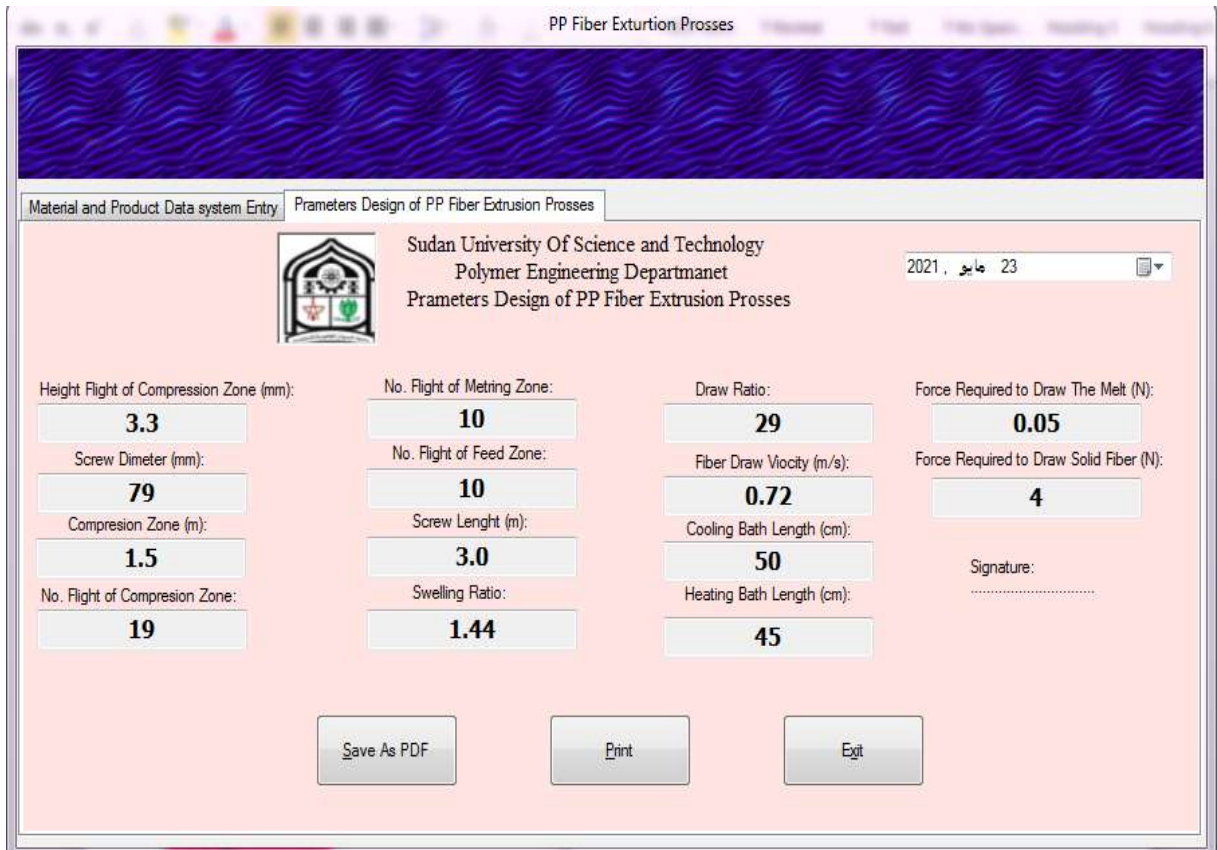 PP Fiber Exturtion Prosses
Material and Product Data system Entry
Prameters Design of PP Fiber Extrusion Prosses
Sudan University Of Science and Technology
Polymer Engineering Departmanet
Prameters Design of PP Fiber Extrusion Prosses
23 مايو , 2021
Height Flight of Compression Zone (mm):
3.3
Screw Dimeter (mm):
79
Compresion Zone (m):
1.5
No. Flight of Compresion Zone:
19
No. Flight of Metring Zone:
10
No. Flight of Feed Zone:
10
Screw Lenght (m):
3.0
Swelling Ratio:
1.44
Draw Ratio:
29
Fiber Draw Viocity (m/s):
0.72
Cooling Bath Length (cm):
50
Heating Bath Length (cm):
45
Force Required to Draw The Melt (N):
0.05
Force Required to Draw Solid Fiber (N):
4
Signature:
...............................
Save As PDF
Print
Exit